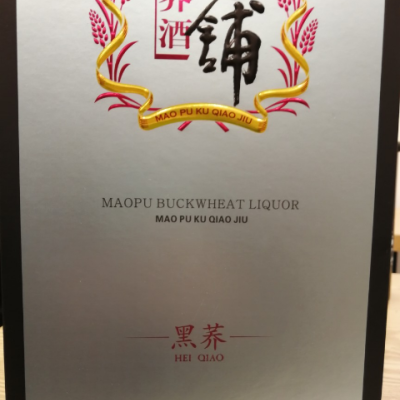 荞酒
舖
MAO PU KU QIAO JIU
MAOPU BUCKWHEAT LIQUOR
MAO PU KU QIAO JIU
黑荞
HEI QIAO